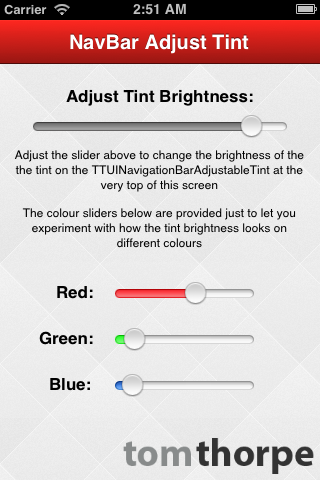 Carrier 2:51 AM
NavBar Adjust Tint
Adjust Tint Brightness:
Adjust the slider above to change the brightness of the
the tint on the TTUINavigationBarAdjustableTint at the
very top of this screen
The colour sliders below are provided just to let you
experiment with how the tint brightness looks on
different colours
Red:
Green:
Blue:
tomthorpe